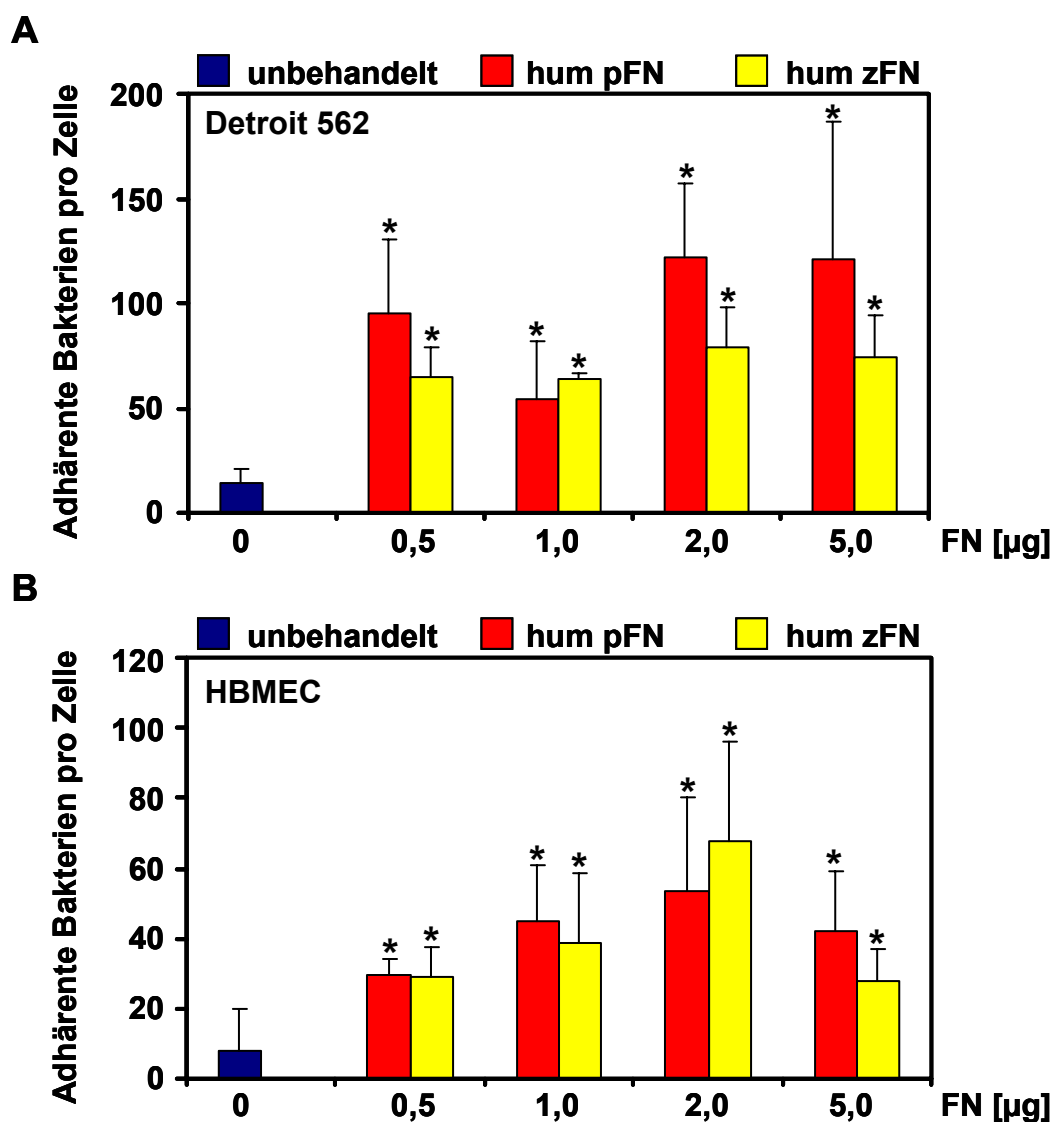 A
unbehandelt hum pFN hum zFN
Adhärente Bakterien pro Zelle
200
150
100
50
0
Detroit 562
* * * * * * * *
0 0,5 1,0 2,0 5,0 FN [µg]
B
unbehandelt hum pFN hum zFN
Adhärente Bakterien pro Zelle
120
100
80
60
40
20
0
HBMEC
* * * * * * * *
0 0,5 1,0 2,0 5,0 FN [µg]